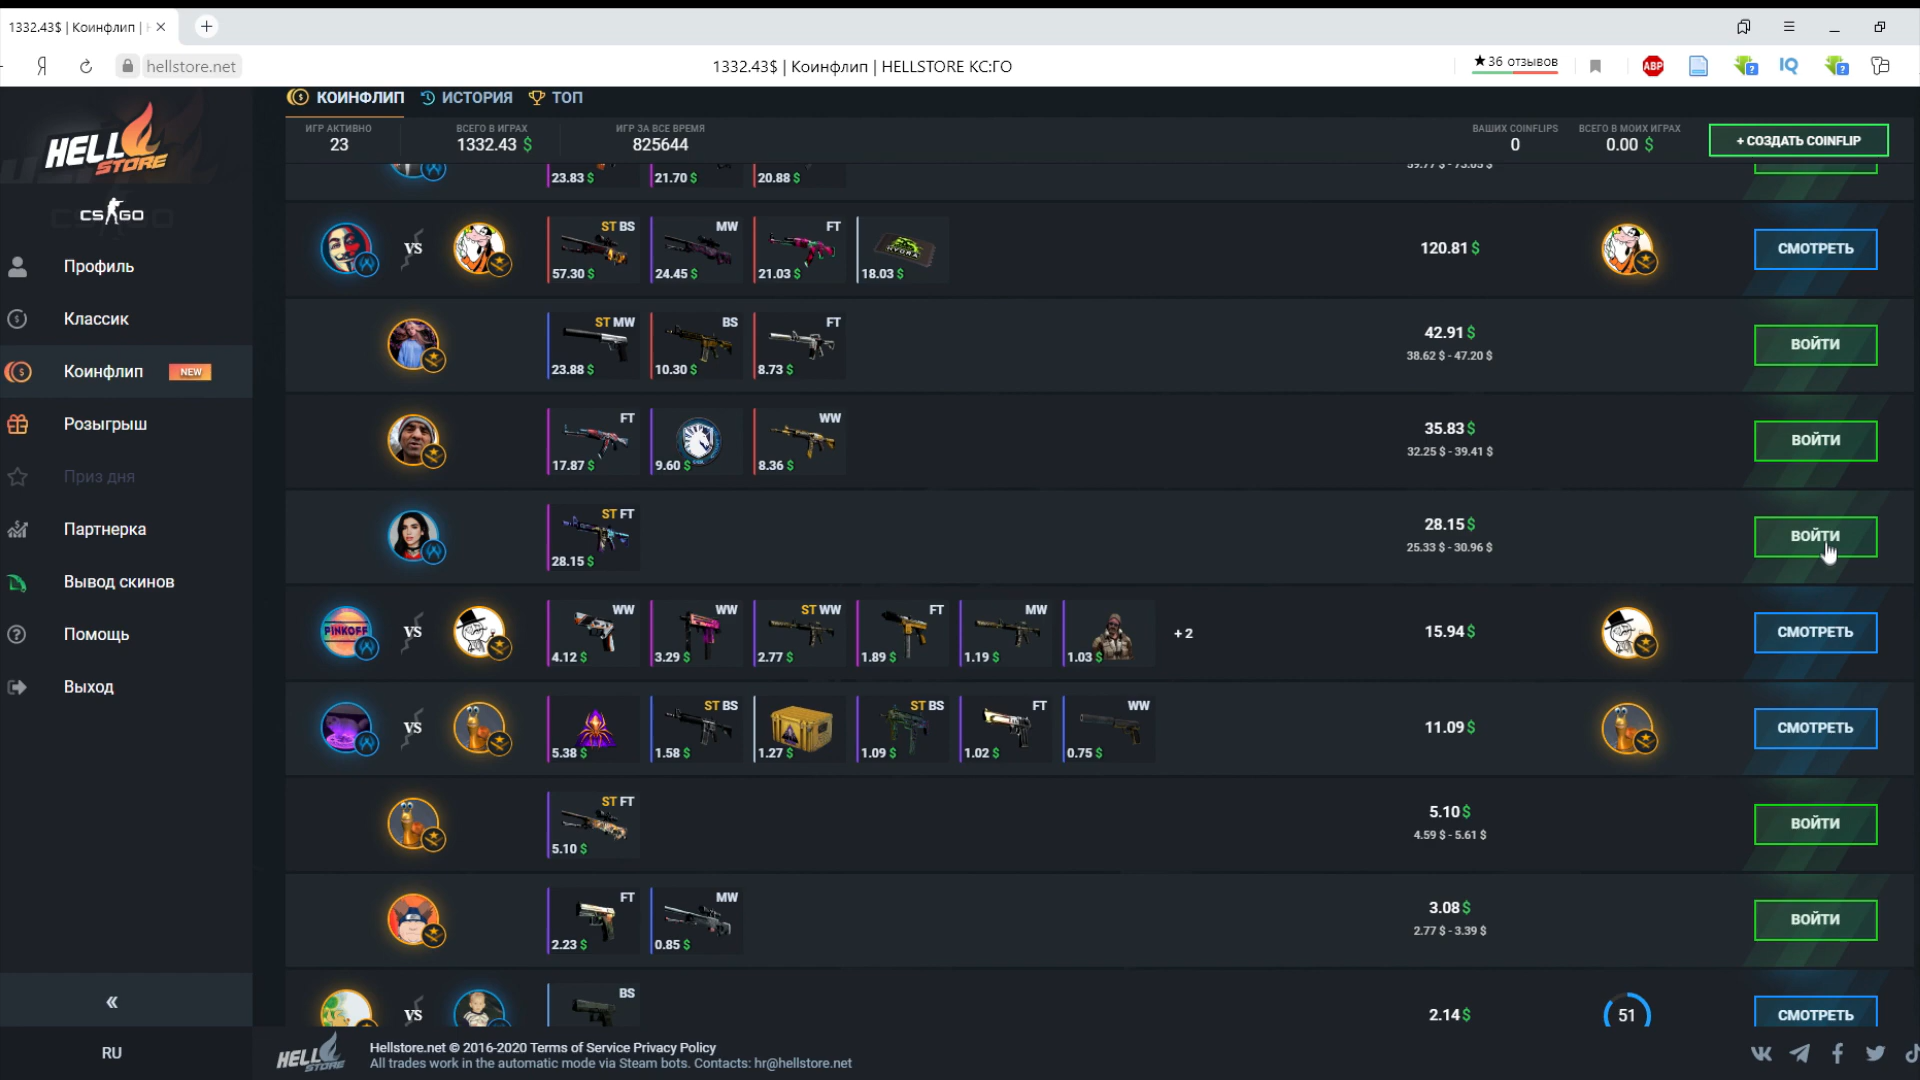 1332.43$ | Коинфлип |
hellstore.net
1332.43$ | Коинфлип | HELLSTORE КС:ГО
★36 отзывов
ABP
IQ
HELL STORE
CS GO
Профиль
Классик
Коинфлип NEW
Розыгрыш
Приз дня
Партнерка
Вывод скинов
Помощь
Выход
«
RU
КОИНФЛИП ИСТОРИЯ ТОП
ИГР АКТИВНО
23
ВСЕГО В ИГРАХ
1332.43 $
ИГР ЗА ВСЕ ВРЕМЯ
825644
ВАШИХ COINFLIPS
0
ВСЕГО В МОИХ ИГРАХ
0.00 $
+ СОЗДАТЬ COINFLIP
23.83 $ 21.70 $ 20.88 $
VS
ST BS MW FT
57.30 $ 24.45 $ 21.03 $ 18.03 $
120.81 $
СМОТРЕТЬ
ST MW BS FT
23.88 $ 10.30 $ 8.73 $
42.91 $
38.62 $ - 47.20 $
ВОЙТИ
FT WW
17.87 $ 9.60 $ 8.36 $
35.83 $
32.25 $ - 39.41 $
ВОЙТИ
ST FT
28.15 $
28.15 $
25.33 $ - 30.96 $
ВОЙТИ
PINKOFF
VS
WW WW ST WW FT MW
4.12 $ 3.29 $ 2.77 $ 1.89 $ 1.19 $ 1.03 $
+ 2
15.94 $
СМОТРЕТЬ
VS
ST BS ST BS FT WW
5.38 $ 1.58 $ 1.27 $ 1.09 $ 1.02 $ 0.75 $
11.09 $
СМОТРЕТЬ
ST FT
5.10 $
5.10 $
4.59 $ - 5.61 $
ВОЙТИ
FT MW
2.23 $ 0.85 $
3.08 $
2.77 $ - 3.39 $
ВОЙТИ
VS
BS
2.14 $
51
СМОТРЕТЬ
HELL STORE
Hellstore.net © 2016-2020 Terms of Service Privacy Policy
All trades work in the automatic mode via Steam bots. Contacts: hr@hellstore.net